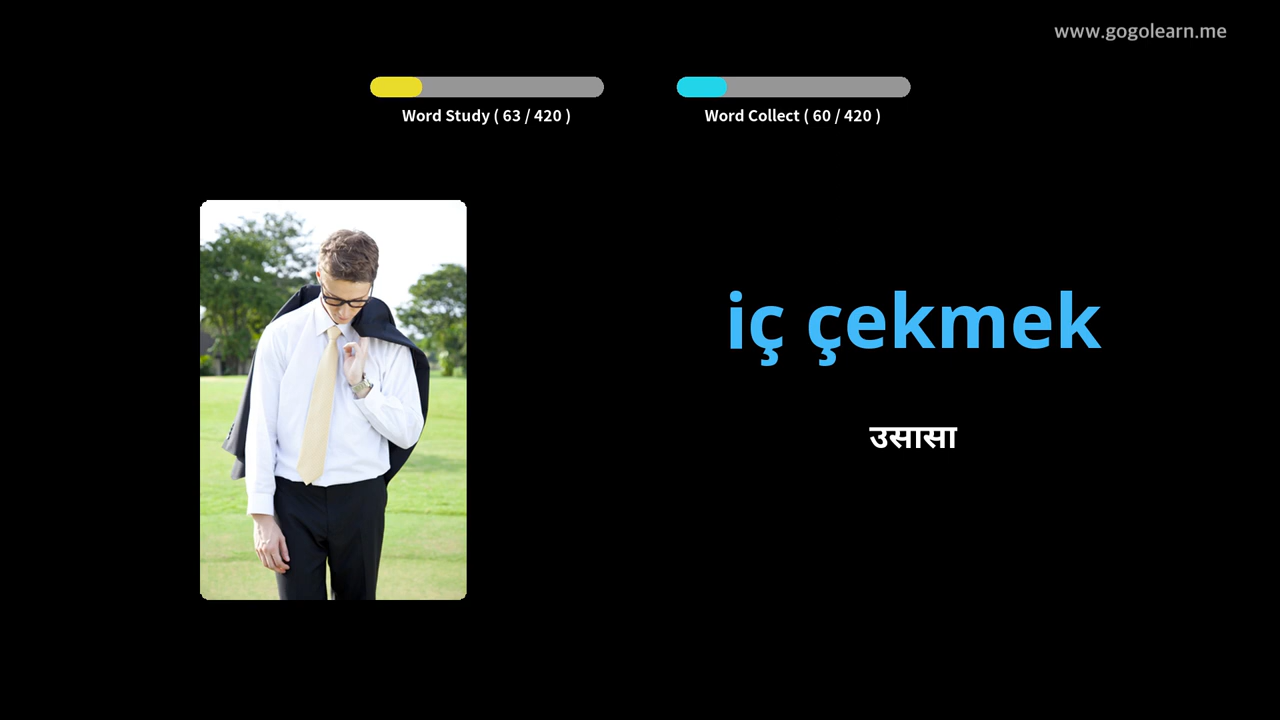 www.gogolearn.me
Word Study ( 63 / 420 )
Word Collect ( 60 / 420 )
iç çekmek
उसासा